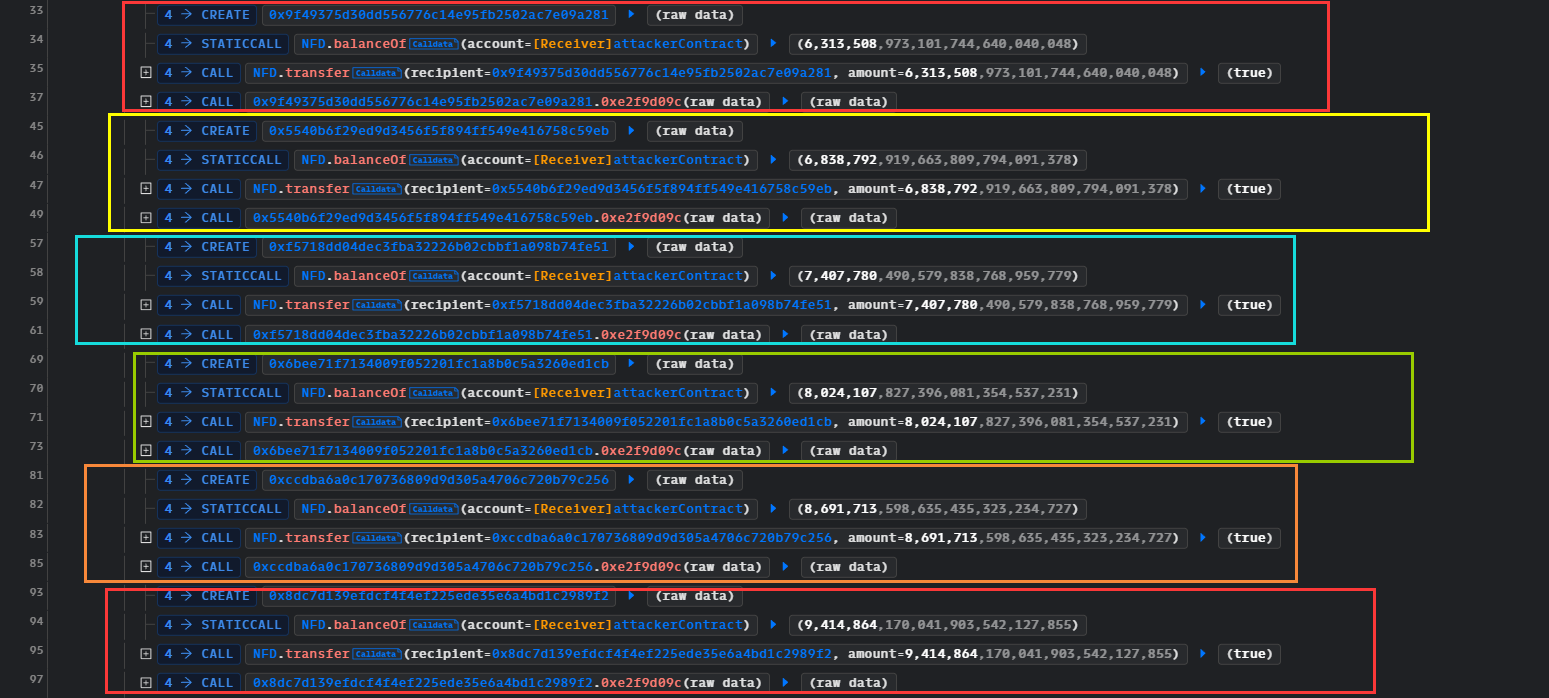 33 4 → CREATE 0x9f49375d30dd556776c14e95fb2502ac7e09a281 (raw data)
34 4 → STATICCALL NFD.balanceOf Calldata (account=[Receiver]attackerContract) (6,313,508,973,101,744,640,040,048)
35 4 → CALL NFD.transfer Calldata (recipient=0x9f49375d30dd556776c14e95fb2502ac7e09a281, amount=6,313,508,973,101,744,640,040,048) (true)
37 4 → CALL 0x9f49375d30dd556776c14e95fb2502ac7e09a281.0xe2f9d09c(raw data) (raw data)
45 4 → CREATE 0x5540b6f29ed9d3456f5f894ff549e416758c59eb (raw data)
46 4 → STATICCALL NFD.balanceOf Calldata (account=[Receiver]attackerContract) (6,838,792,919,663,809,794,091,378)
47 4 → CALL NFD.transfer Calldata (recipient=0x5540b6f29ed9d3456f5f894ff549e416758c59eb, amount=6,838,792,919,663,809,794,091,378) (true)
49 4 → CALL 0x5540b6f29ed9d3456f5f894ff549e416758c59eb.0xe2f9d09c(raw data) (raw data)
57 4 → CREATE 0xf5718dd04dec3fba32226b02cbbf1a098b74fe51 (raw data)
58 4 → STATICCALL NFD.balanceOf Calldata (account=[Receiver]attackerContract) (7,407,780,490,579,838,768,959,779)
59 4 → CALL NFD.transfer Calldata (recipient=0xf5718dd04dec3fba32226b02cbbf1a098b74fe51, amount=7,407,780,490,579,838,768,959,779) (true)
61 4 → CALL 0xf5718dd04dec3fba32226b02cbbf1a098b74fe51.0xe2f9d09c(raw data) (raw data)
69 4 → CREATE 0x6bee71f7134009f052201fc1a8b0c5a3260ed1cb (raw data)
70 4 → STATICCALL NFD.balanceOf Calldata (account=[Receiver]attackerContract) (8,024,107,827,396,081,354,537,231)
71 4 → CALL NFD.transfer Calldata (recipient=0x6bee71f7134009f052201fc1a8b0c5a3260ed1cb, amount=8,024,107,827,396,081,354,537,231) (true)
73 4 → CALL 0x6bee71f7134009f052201fc1a8b0c5a3260ed1cb.0xe2f9d09c(raw data) (raw data)
81 4 → CREATE 0xccdba6a0c170736809d9d305a4706c720b79c256 (raw data)
82 4 → STATICCALL NFD.balanceOf Calldata (account=[Receiver]attackerContract) (8,691,713,598,635,435,323,234,727)
83 4 → CALL NFD.transfer Calldata (recipient=0xccdba6a0c170736809d9d305a4706c720b79c256, amount=8,691,713,598,635,435,323,234,727) (true)
85 4 → CALL 0xccdba6a0c170736809d9d305a4706c720b79c256.0xe2f9d09c(raw data) (raw data)
93 4 → CREATE 0x8dc7d139efdcf4f4ef225ede35e6a4bd1c2989f2 (raw data)
94 4 → STATICCALL NFD.balanceOf Calldata (account=[Receiver]attackerContract) (9,414,864,170,041,903,542,127,855)
95 4 → CALL NFD.transfer Calldata (recipient=0x8dc7d139efdcf4f4ef225ede35e6a4bd1c2989f2, amount=9,414,864,170,041,903,542,127,855) (true)
97 4 → CALL 0x8dc7d139efdcf4f4ef225ede35e6a4bd1c2989f2.0xe2f9d09c(raw data) (raw data)